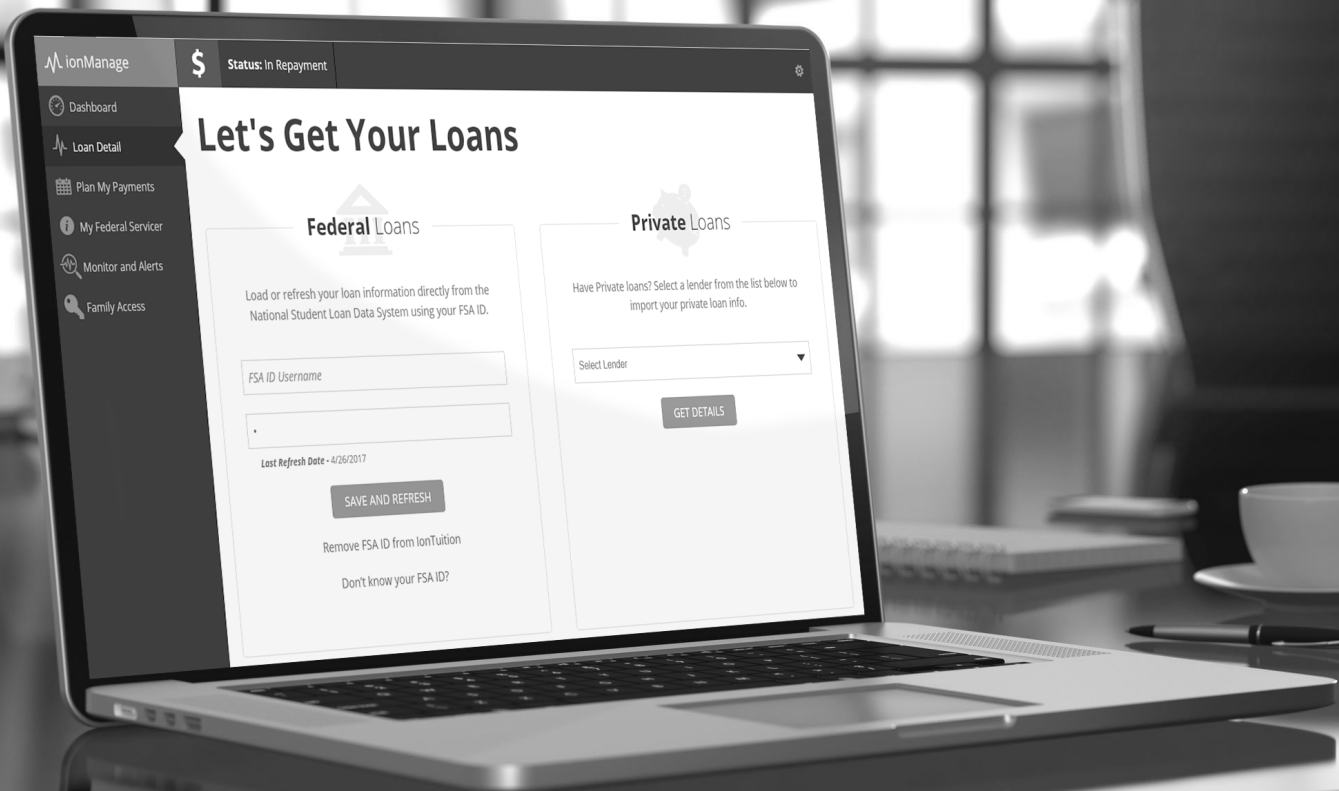 ionManage
$
Status: In Repayment
Dashboard
Loan Detail
Plan My Payments
My Federal Servicer
Monitor and Alerts
Family Access
Let's Get Your Loans
Federal Loans
Load or refresh your loan information directly from the
National Student Loan Data System using your FSA ID.
FSA ID Username
Last Refresh Date - 4/26/2017
SAVE AND REFRESH
Remove FSA ID from IonTuition
Don't know your FSA ID?
Private Loans
Have Private loans? Select a lender from the list below to
import your private loan info.
Select Lender
GET DETAILS